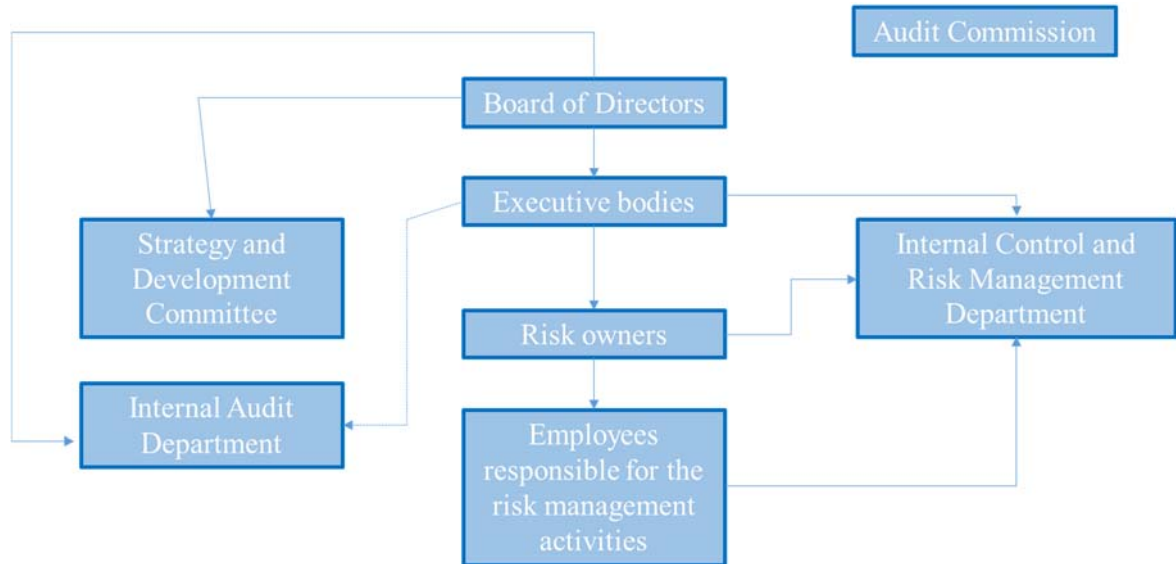 Audit Commission
Board of Directors
Executive bodies
Strategy and
Development
Committee
Internal Control and
Risk Management
Department
Risk owners
Internal Audit
Department
Employees
responsible for the
risk management
activities